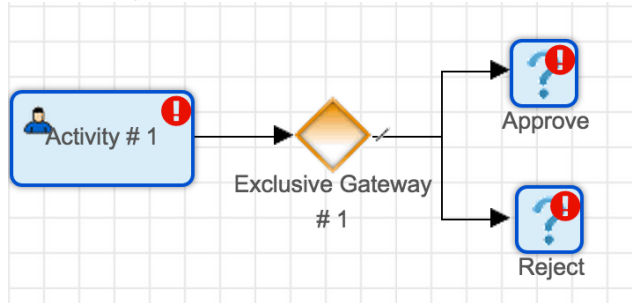 Activity # 1
Approve
Exclusive Gateway
# 1
Reject